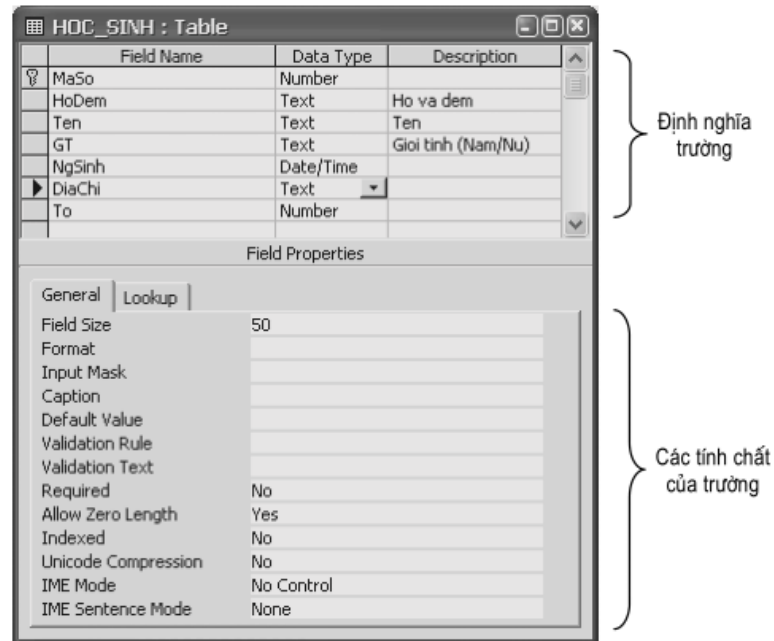 HOC_SINH : Table
Field Name Data Type Description
MaSo Number
HoDem Text Ho va dem
Ten Text Ten
GT Text Gioi tinh (Nam/Nu)
NgSinh Date/Time
DiaChi Text
To Number
Định nghĩa
trường
Field Properties
General Lookup
Field Size 50
Format
Input Mask
Caption
Default Value
Validation Rule
Validation Text
Required No
Allow Zero Length Yes
Indexed No
Unicode Compression No
IME Mode No Control
IME Sentence Mode None
Các tính chất
của trường